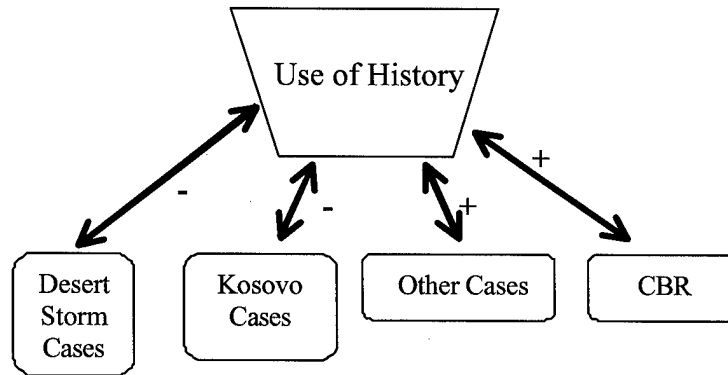 Use of History
+
-
-
+
Desert
Storm
Cases
Kosovo
Cases
Other Cases
CBR